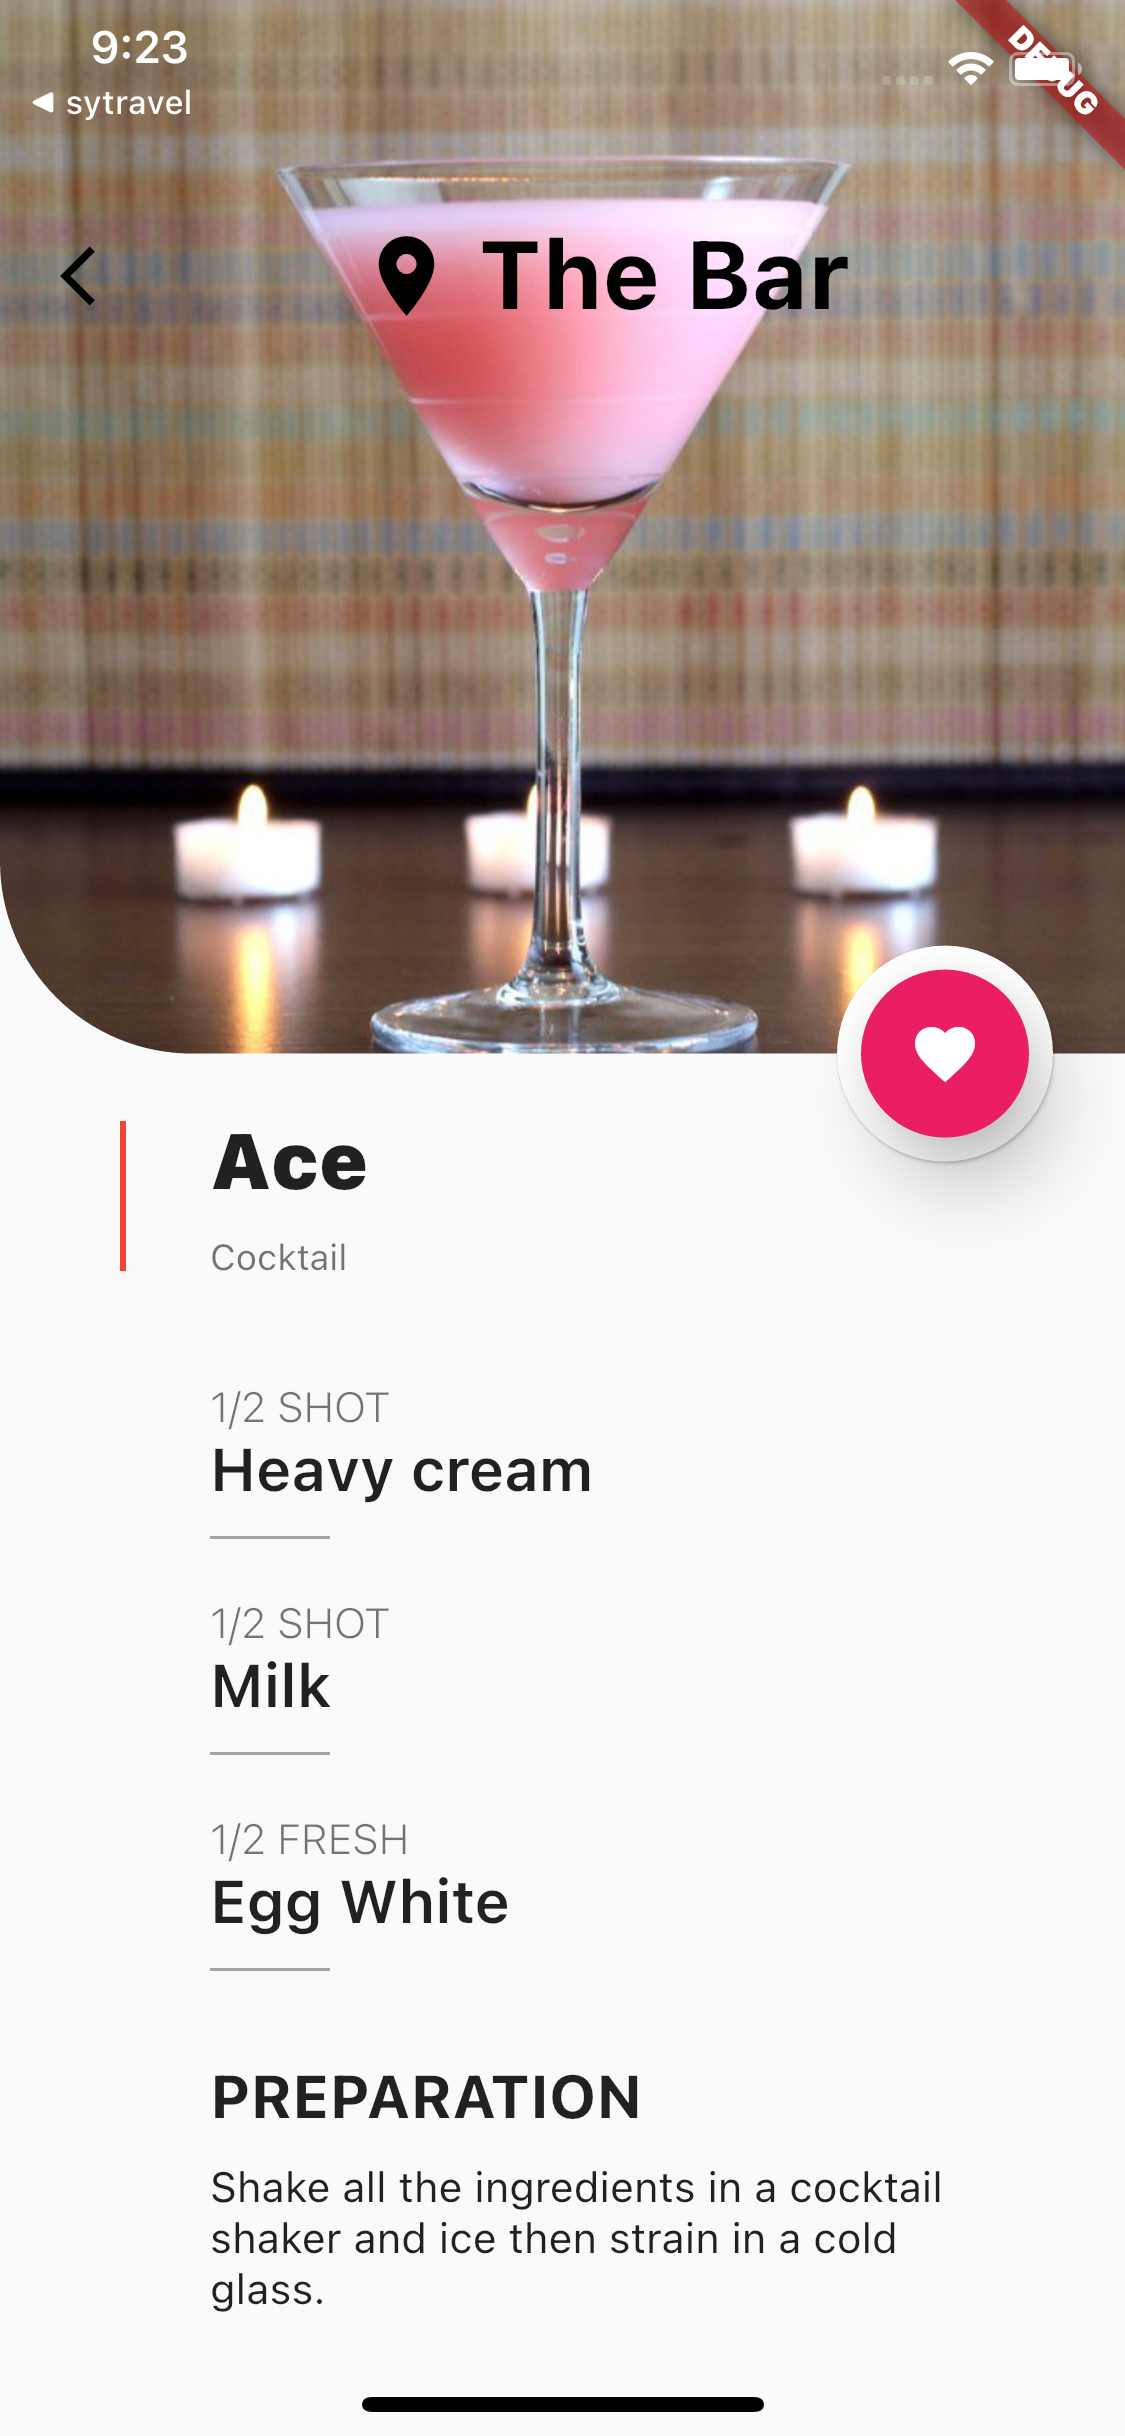 9:23
sytravel
DEBUG
The Bar
Ace
Cocktail
1/2 SHOT
Heavy cream
1/2 SHOT
Milk
1/2 FRESH
Egg White
PREPARATION
Shake all the ingredients in a cocktail
shaker and ice then strain in a cold
glass.